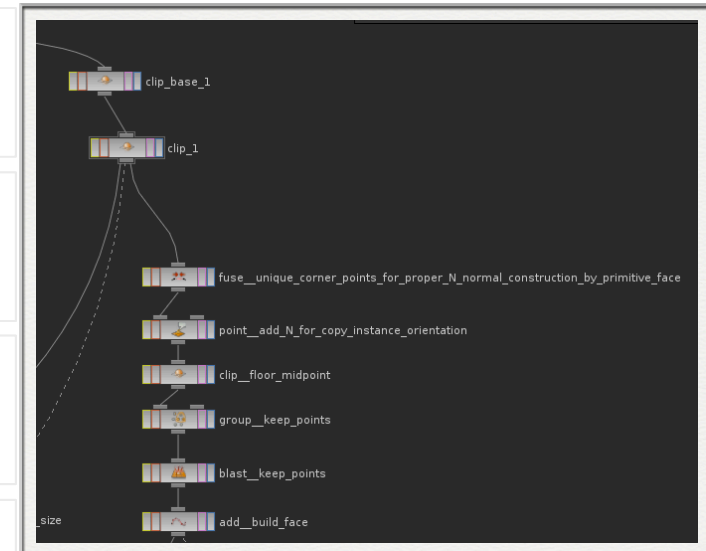 clip_base_1
clip_1
fuse__unique_corner_points_for_proper_N_normal_construction_by_primitive_face
point__add_N_for_copy_instance_orientation
clip__floor_midpoint
group__keep_points
blast__keep_points
_size
add__build_face